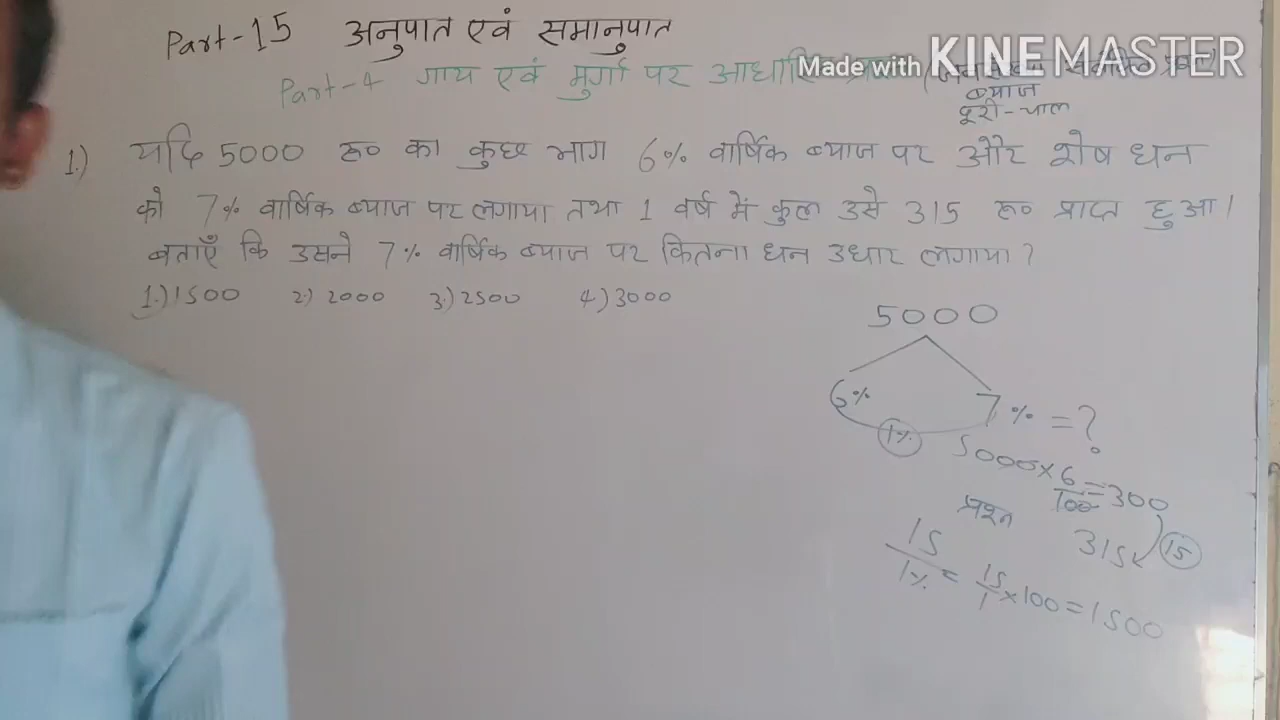 Part-15 अनुपात एवं समानुपात
Part-4 गाय एवं मुर्गा पर आधारित
Made with KINEMASTER
ब्याज
दूरी-चाल
1.) यदि 5000 रू० का कुछ भाग 6% वार्षिक ब्याज पर और शेष धन
को 7% वार्षिक ब्याज पर लगाया तथा 1 वर्ष में कुल उसे 315 रू० प्राप्त हुआ।
बताएँ कि उसने 7% वार्षिक ब्याज पर कितना धन उधार लगाया?
1.) 1500 2.) 2000 3.) 2500 4.) 3000
5000
6% 7% = ?
1%
5000×6/100=300
प्रश्न 315 15
15/1% = 15/1×100=1500